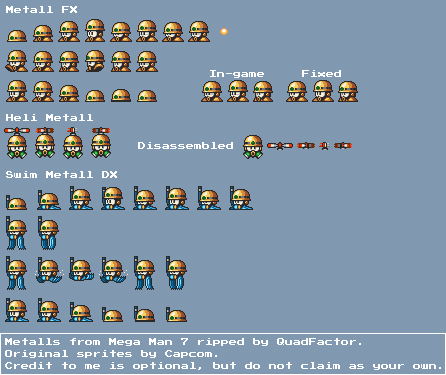 Metall FX
In-game
Fixed
Heli Metall
Disassembled
Swim Metall DX
Metalls from Mega Man 7 ripped by QuadFactor.
Original sprites by Capcom.
Credit to me is optional, but do not claim as your own.